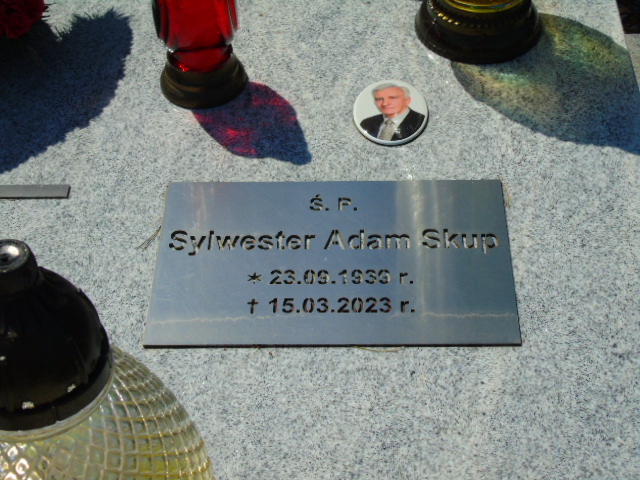 Ś. P.
Sylwester Adam Skup
* 23.09.1939 r.
† 15.03.2023 r.